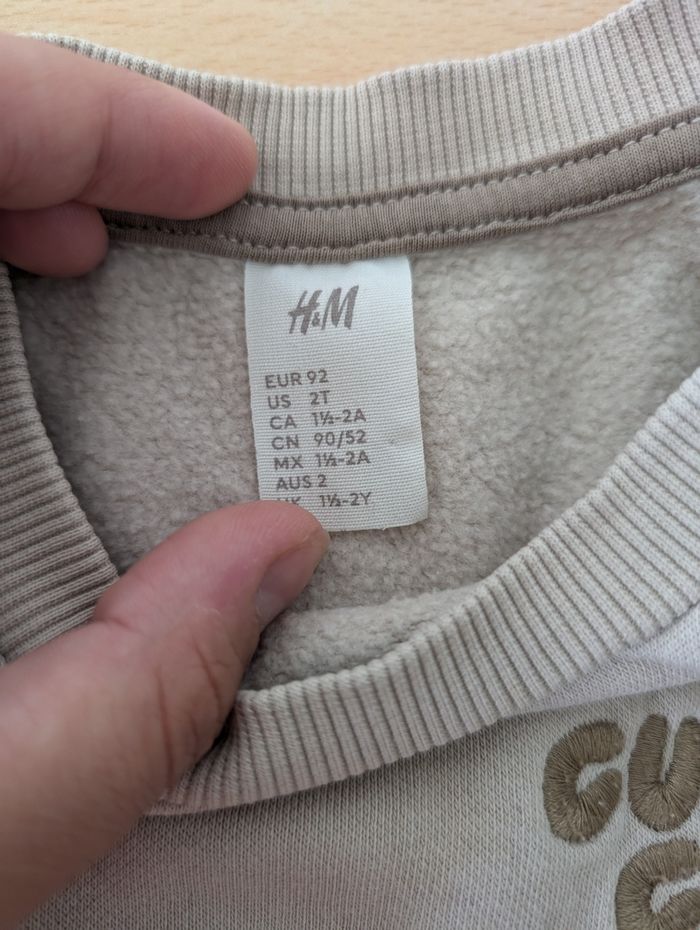 H&M
EUR 92
US 2T
CA 1½-2A
CN 90/52
MX 1½-2A
AUS 2
1½-2Y